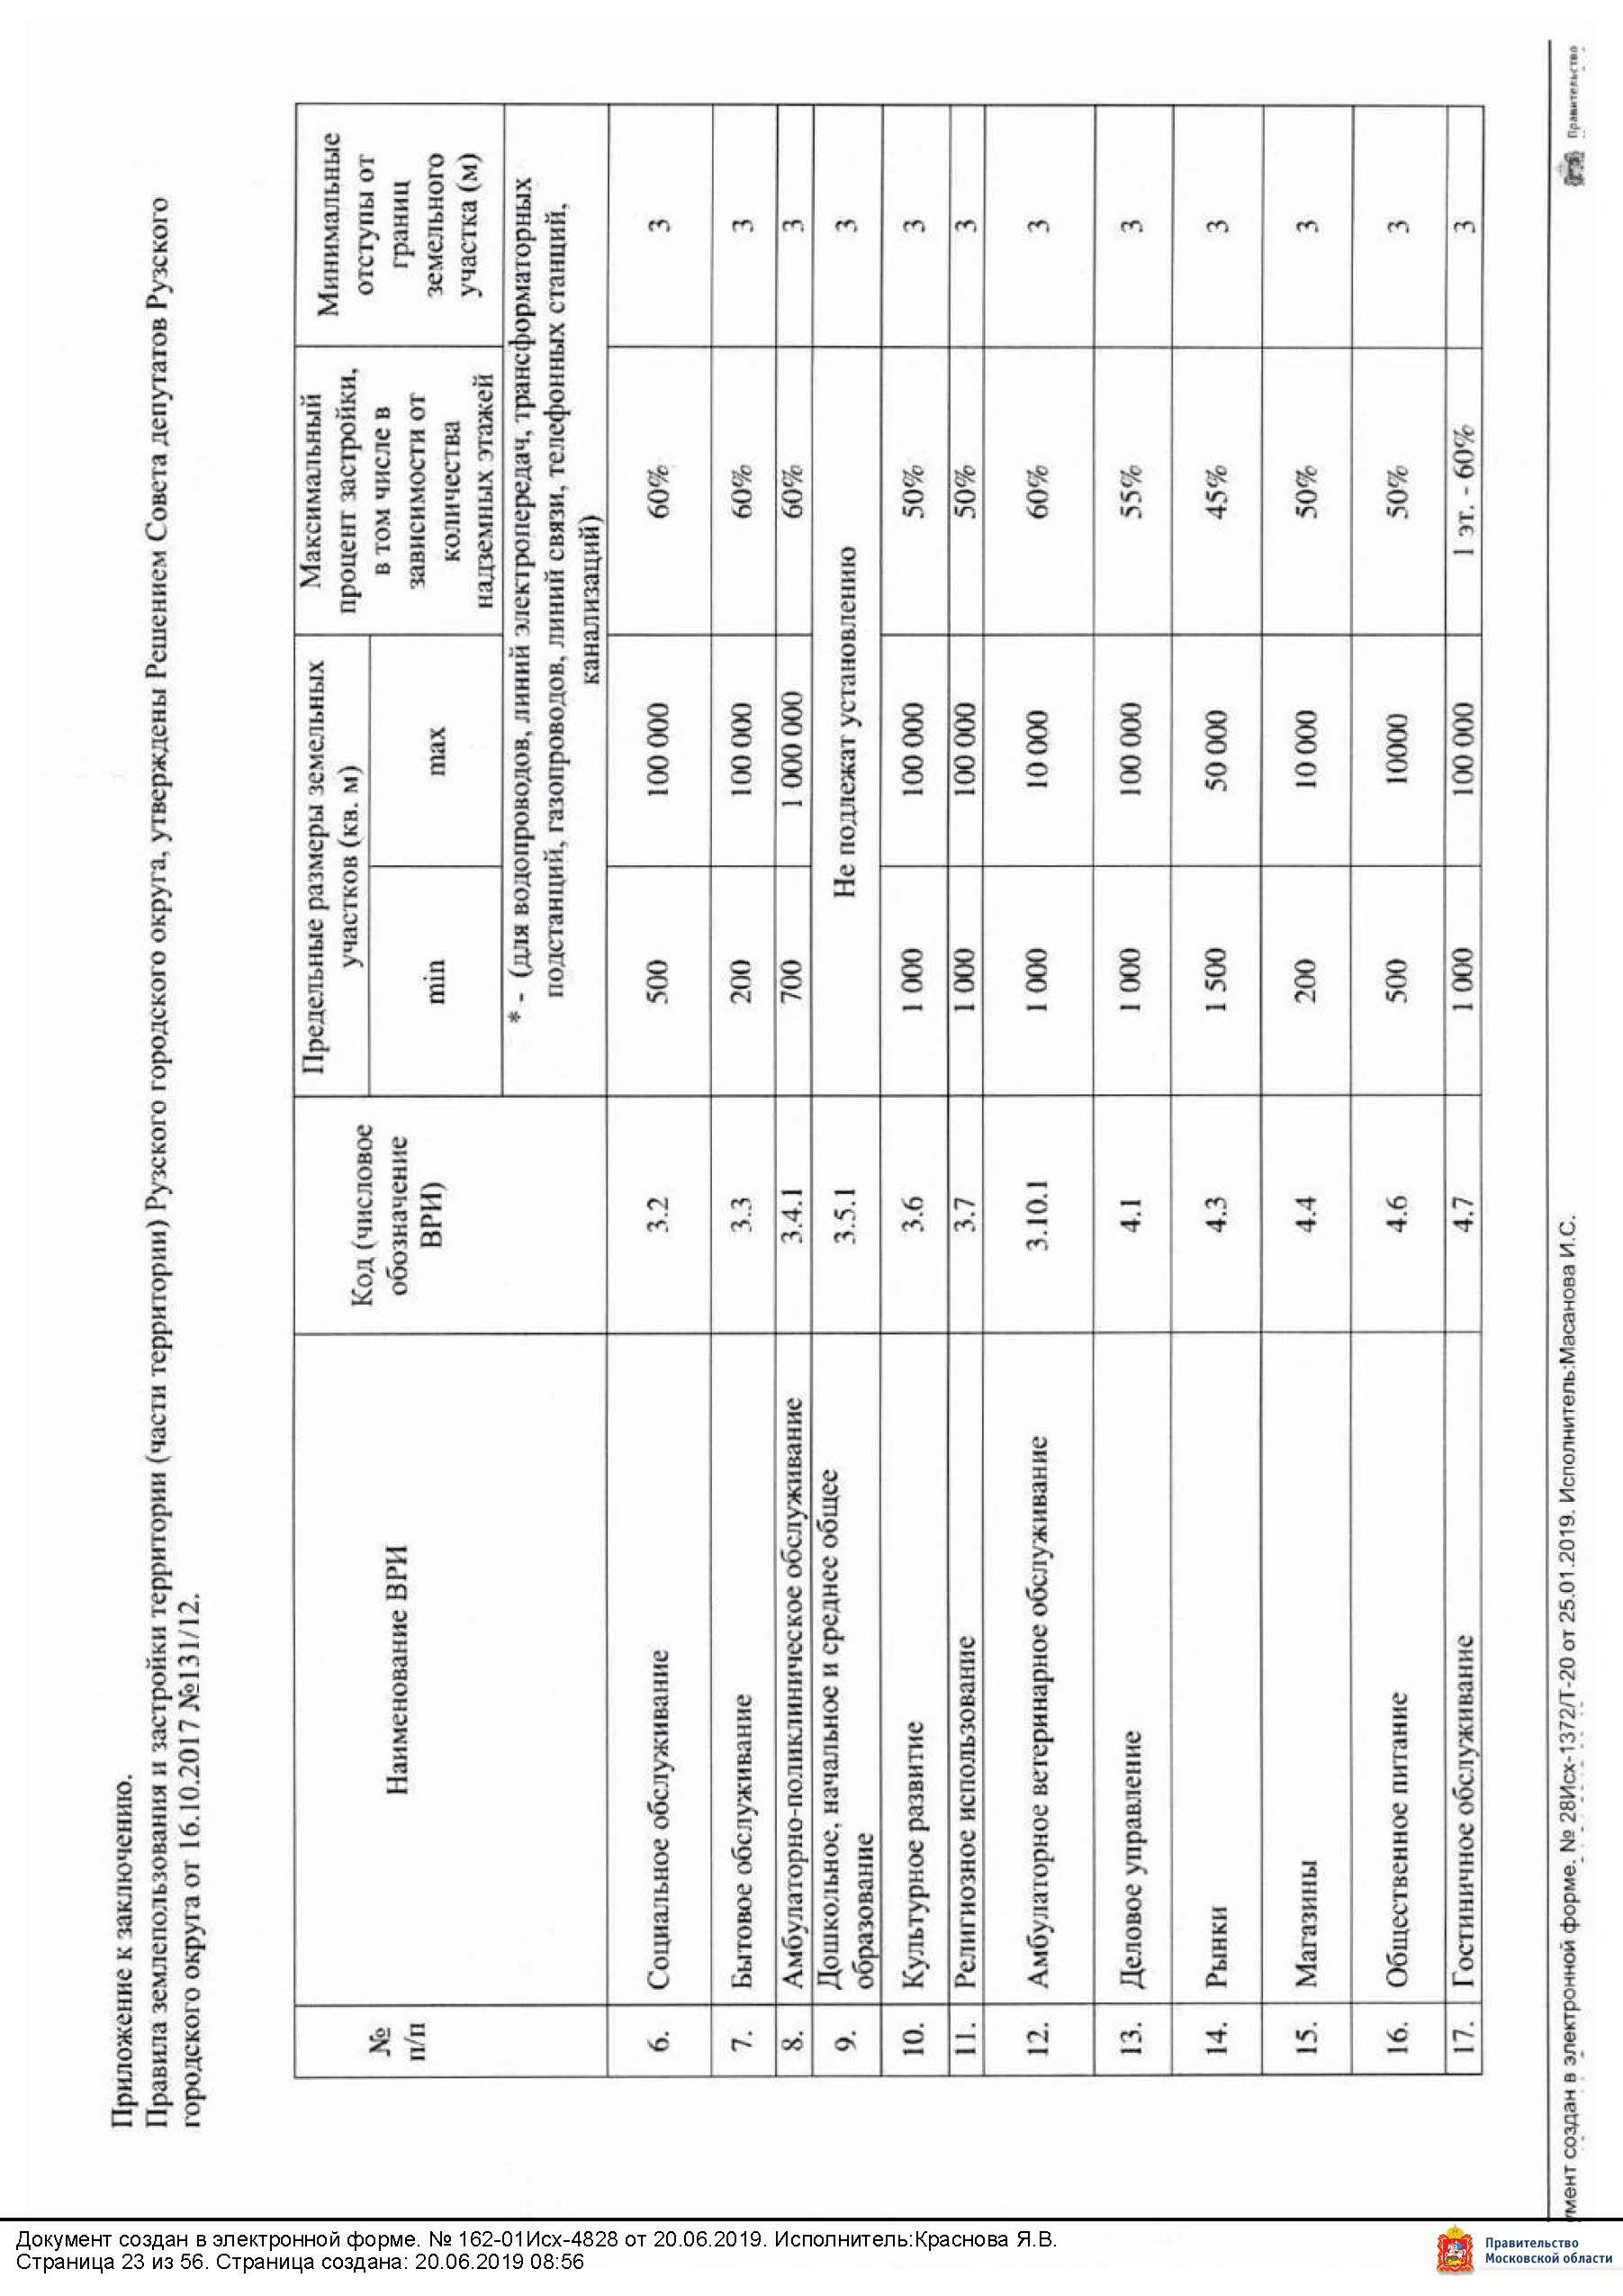 Приложение к заключению.
Правила землепользования и застройки территории (части территории) Рузского городского округа, утверждены Решением Совета депутатов Рузского
городского округа от 16.10.2017 №131/12.
№
п/п
Наименование ВРИ
Код (числовое
обозначение
ВРИ)
Предельные размеры земельных
участков (кв. м)
min
max
Максимальный
процент застройки,
в том числе в
зависимости от
количества
надземных этажей
Минимальные
отступы от
границ
земельного
участка (м)
* - (для водопроводов, линий электропередач, трансформаторных
подстанций, газопроводов, линий связи, телефонных станций,
канализаций)
6. Социальное обслуживание 3.2 500 100 000 60% 3
7. Бытовое обслуживание 3.3 200 100 000 60% 3
8. Амбулаторно-поликлиническое обслуживание 3.4.1 700 1 000 000 60% 3
9. Дошкольное, начальное и среднее общее
образование 3.5.1 Не подлежат установлению 3
10. Культурное развитие 3.6 1 000 100 000 50% 3
11. Религиозное использование 3.7 1 000 100 000 50% 3
12. Амбулаторное ветеринарное обслуживание 3.10.1 1 000 10 000 60% 3
13. Деловое управление 4.1 1 000 100 000 55% 3
14. Рынки 4.3 1 500 50 000 45% 3
15. Магазины 4.4 200 10 000 50% 3
16. Общественное питание 4.6 500 10000 50% 3
17. Гостиничное обслуживание 4.7 1 000 100 000 1 эт. - 60% 3
умент создан в электронной форме. № 28Исх-1372/Т-20 от 25.01.2019. Исполнитель:Масанова И.С.
Правительство
Документ создан в электронной форме. № 162-01Исх-4828 от 20.06.2019. Исполнитель:Краснова Я.В.
Страница 23 из 56. Страница создана: 20.06.2019 08:56
Правительство
Московской области